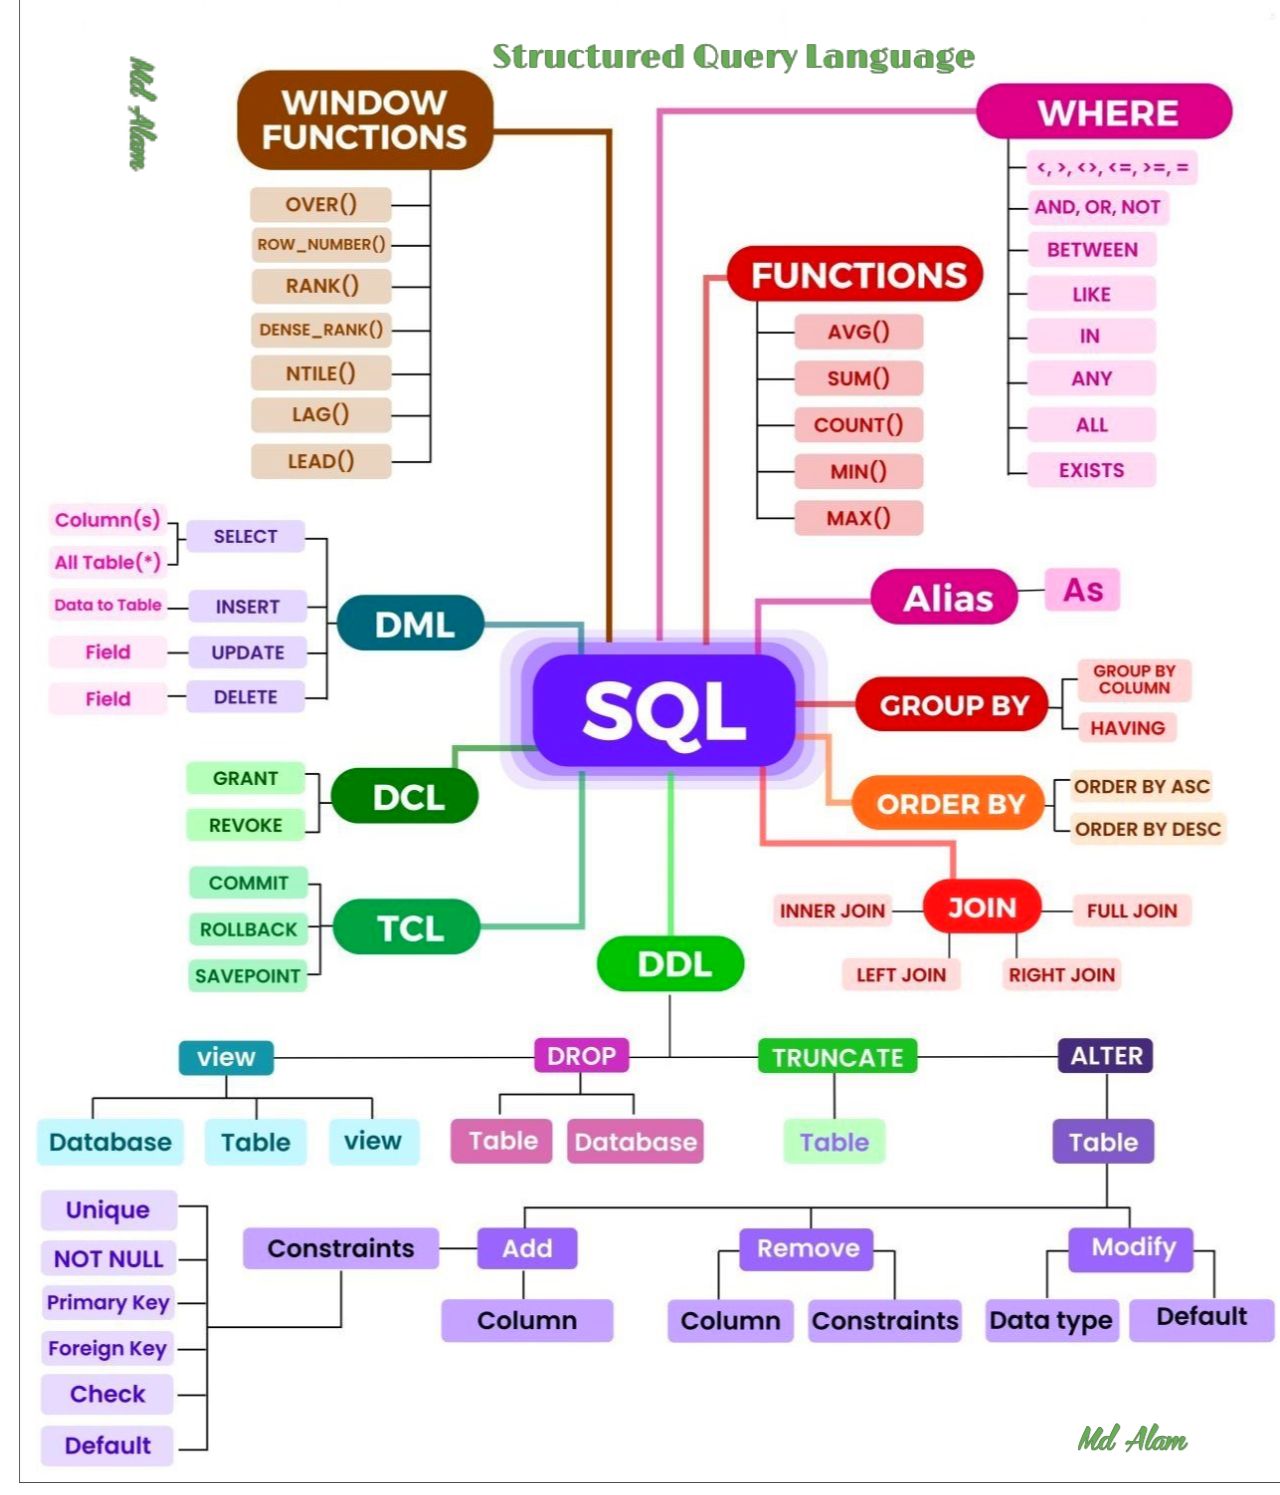 Structured Query Language
Md Alam
WINDOW
FUNCTIONS
OVER()
ROW_NUMBER()
RANK()
DENSE_RANK()
NTILE()
LAG()
LEAD()
WHERE
<, >, <>, <=, >=, =
AND, OR, NOT
BETWEEN
LIKE
IN
ANY
ALL
EXISTS
FUNCTIONS
AVG()
SUM()
COUNT()
MIN()
MAX()
Column(s)
All Table(*)
SELECT
Data to Table
INSERT
Field
UPDATE
Field
DELETE
DML
Alias
As
SQL
GROUP BY
GROUP BY
COLUMN
HAVING
GRANT
REVOKE
DCL
ORDER BY
ORDER BY ASC
ORDER BY DESC
COMMIT
ROLLBACK
SAVEPOINT
TCL
JOIN
INNER JOIN
FULL JOIN
LEFT JOIN
RIGHT JOIN
DDL
view
DROP
TRUNCATE
ALTER
Database
Table
view
Table
Database
Table
Table
Unique
NOT NULL
Primary Key
Foreign Key
Check
Default
Constraints
Add
Column
Remove
Column
Constraints
Modify
Data type
Default
Md Alam